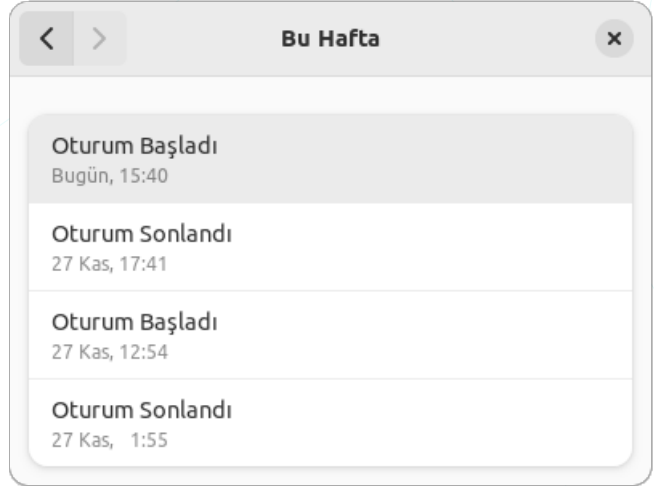 Bu Hafta
Oturum Başladı
Bugün, 15:40
Oturum Sonlandı
27 Kas, 17:41
Oturum Başladı
27 Kas, 12:54
Oturum Sonlandı
27 Kas,   1:55